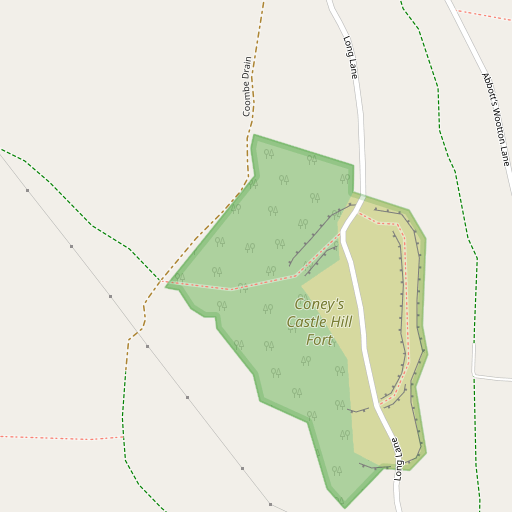 Long Lane
Coombe Drain
Abbott's Wootton Lane
Coney's
Castle Hill
Fort
Long Lane